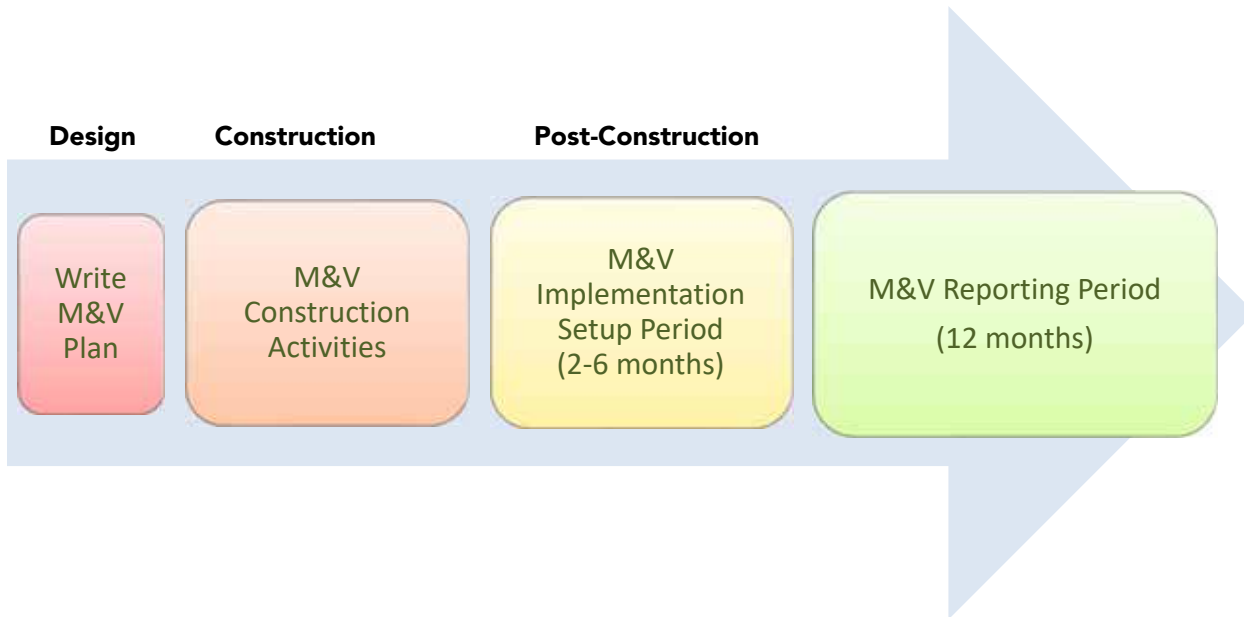 Design
Construction
Post-Construction
Write
M&V
Plan
M&V
Construction
Activities
M&V
Implementation
Setup Period
(2-6 months)
M&V Reporting Period
(12 months)